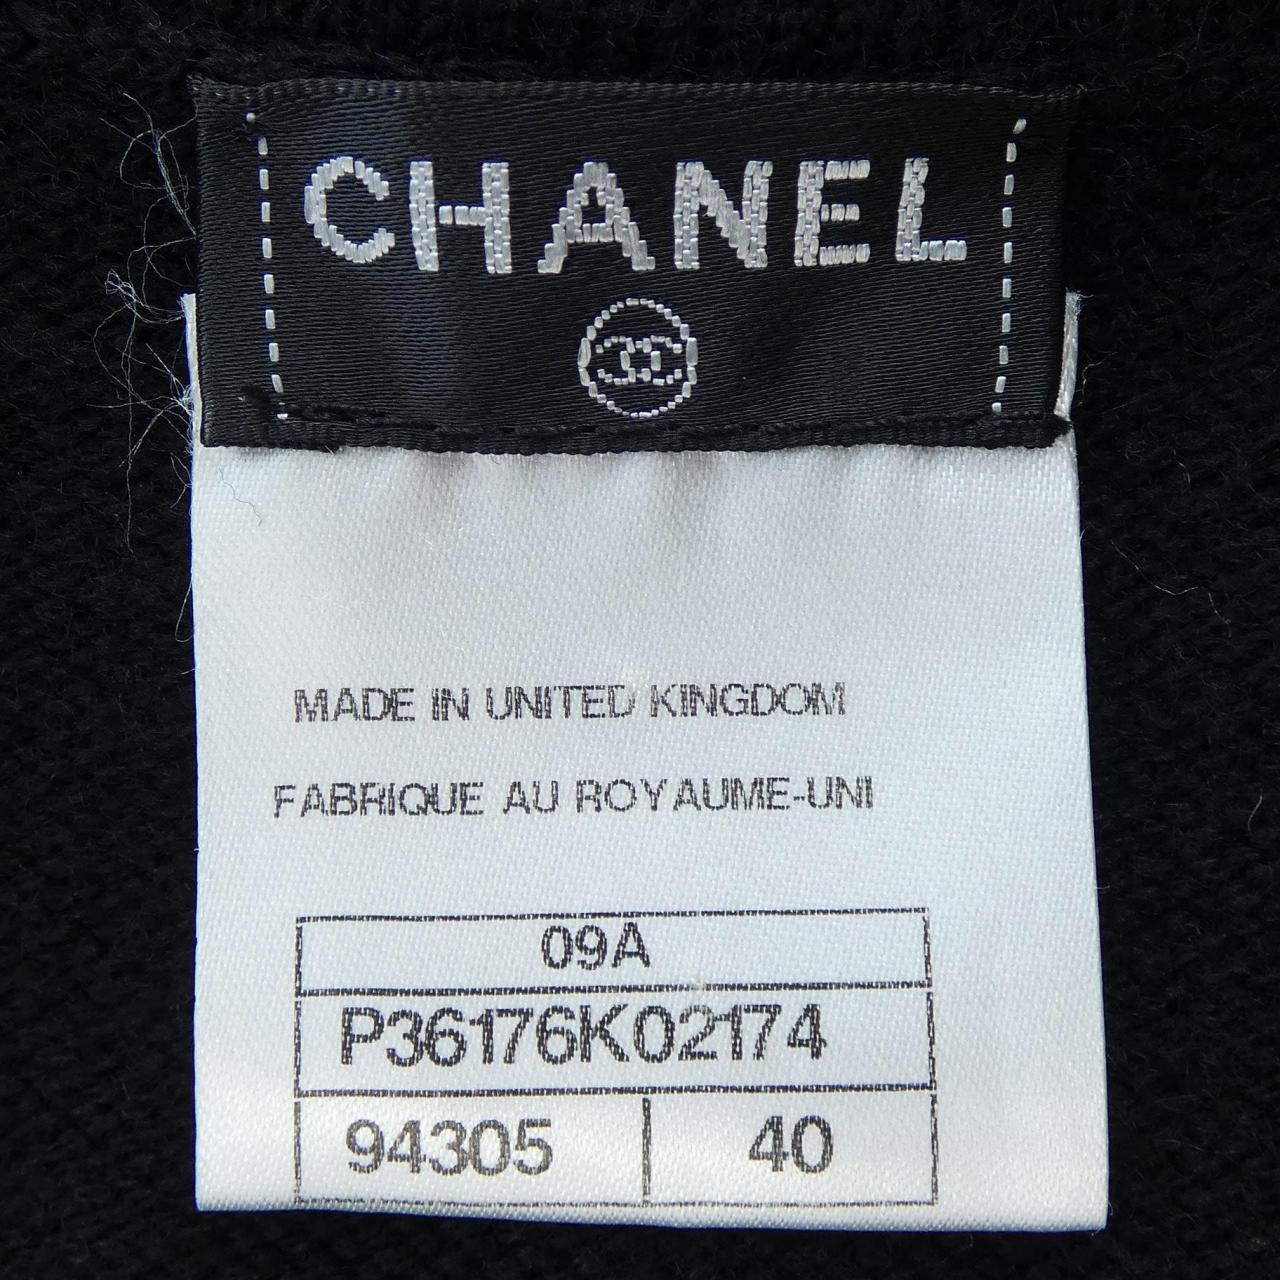 CHANEL
MADE IN UNITED KINGDOM
FABRIQUE AU ROYAUME-UNI
09A
P36176K02174
94305 40